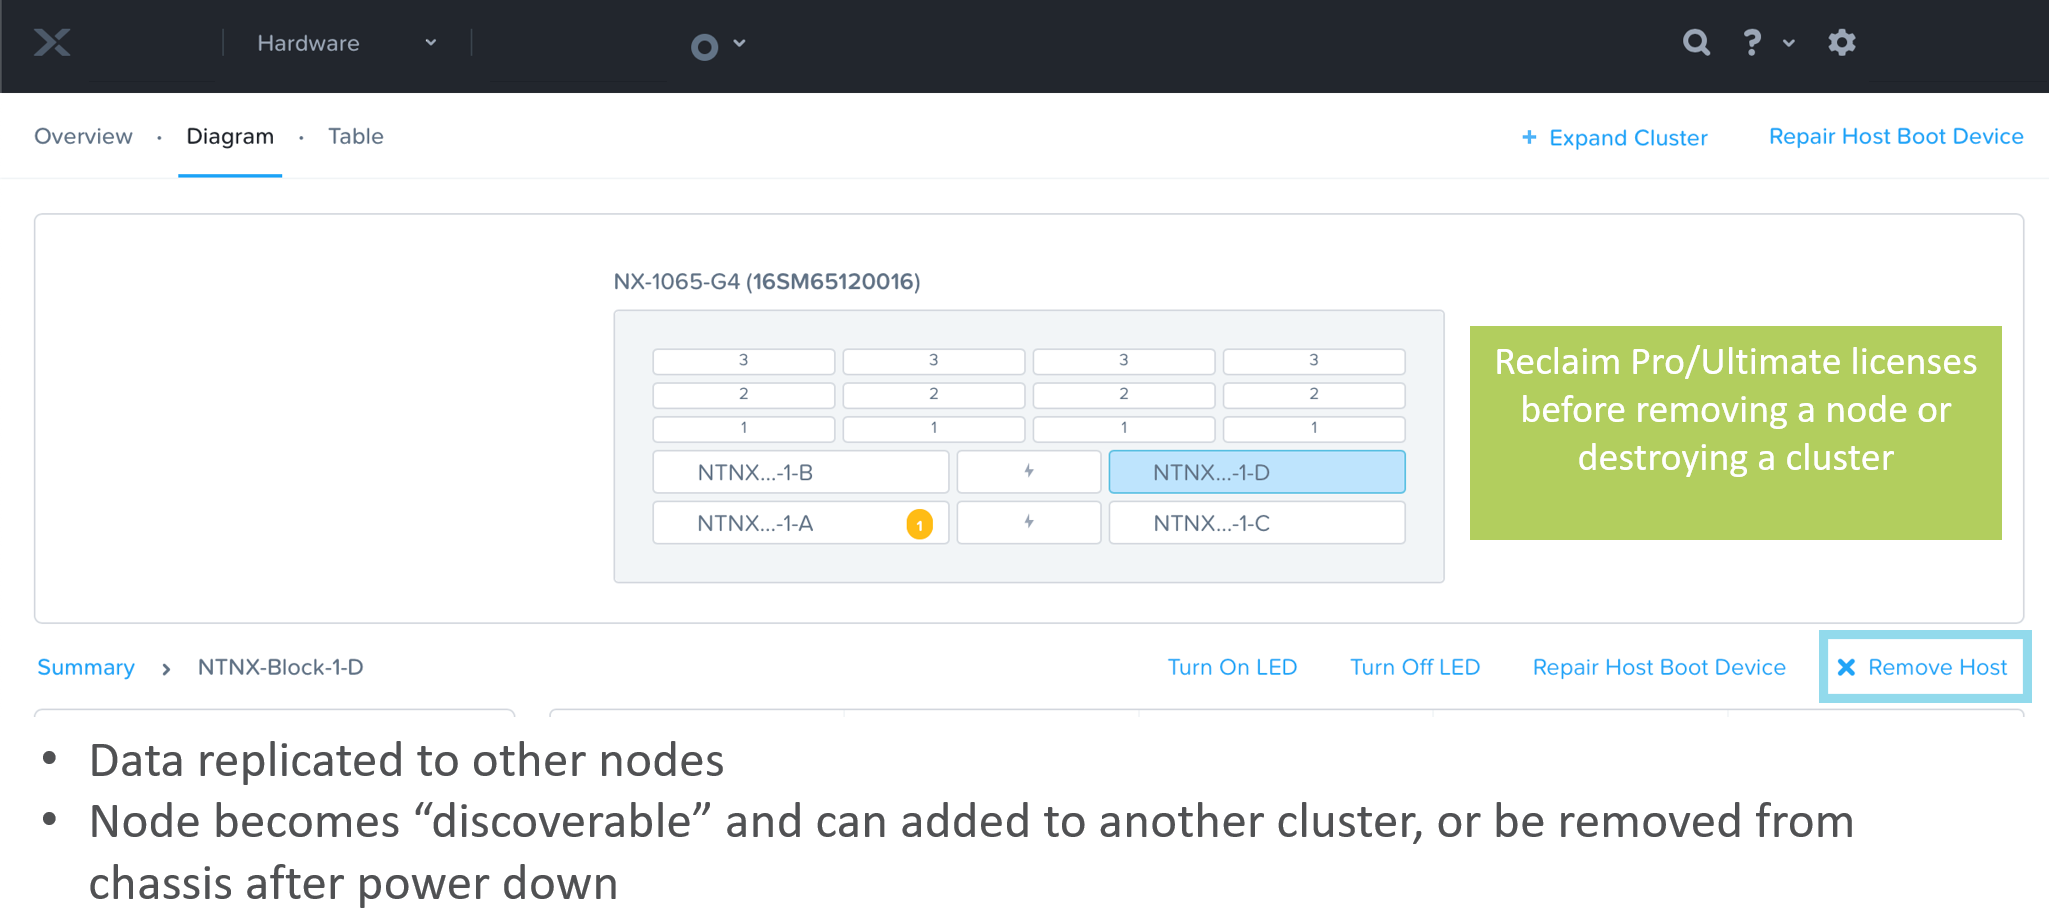 Hardware
Overview · Diagram · Table
+ Expand Cluster
Repair Host Boot Device
NX-1065-G4 (16SM65120016)
3 3 3 3
2 2 2 2
1 1 1 1
NTNX...-1-B
NTNX...-1-D
NTNX...-1-A 1
NTNX...-1-C
Reclaim Pro/Ultimate licenses
before removing a node or
destroying a cluster
Summary › NTNX-Block-1-D
Turn On LED
Turn Off LED
Repair Host Boot Device
Remove Host
• Data replicated to other nodes
• Node becomes “discoverable” and can added to another cluster, or be removed from
chassis after power down